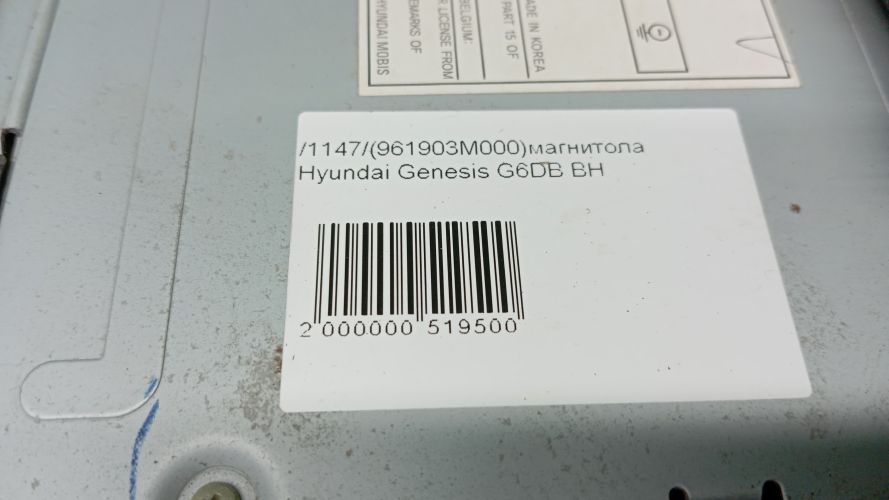 HYUNDAI MOBIS
EMARKS OF
R LICENSE FROM
BELGIUM:
PART 15 OF
ADE IN KOREA
/1147/(961903M000)магнитола
Hyundai Genesis G6DB BH
2 000000 519500